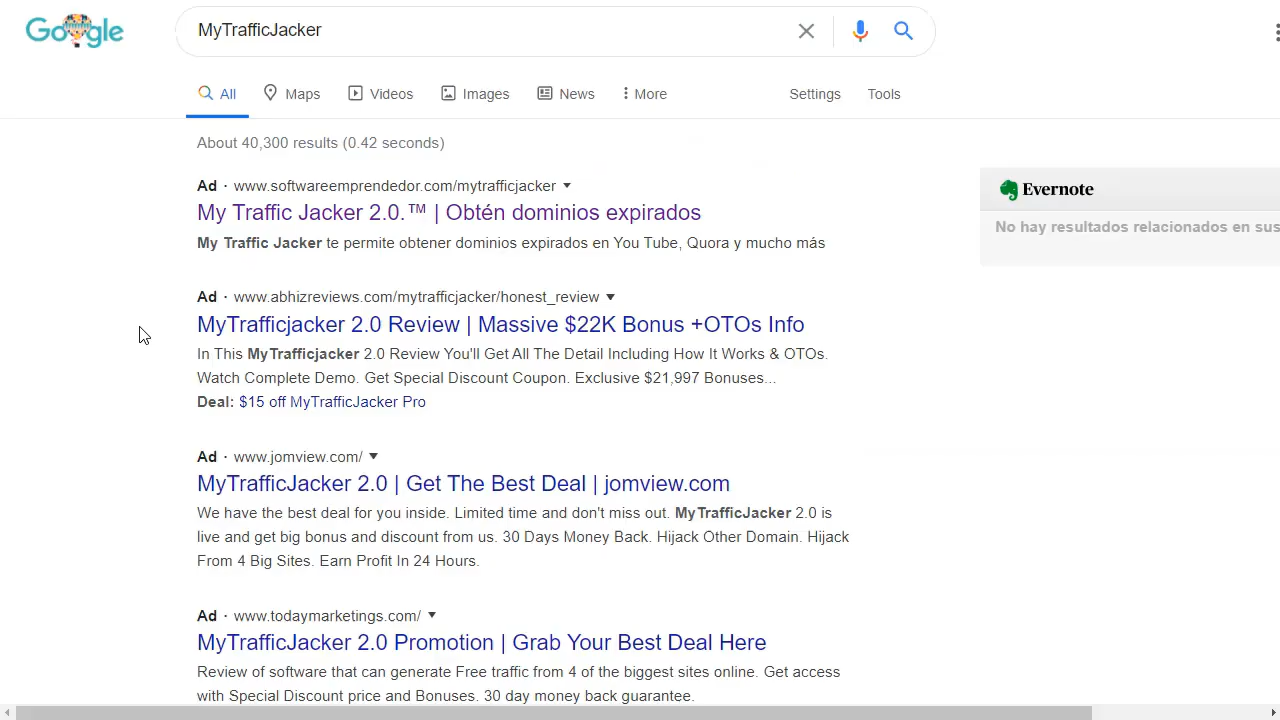 Google
MyTrafficJacker
All Maps Videos Images News More Settings Tools
About 40,300 results (0.42 seconds)
Ad · www.softwareemprendedor.com/mytrafficjacker
My Traffic Jacker 2.0.™ | Obtén dominios expirados
My Traffic Jacker te permite obtener dominios expirados en You Tube, Quora y mucho más
Evernote
No hay resultados relacionados en sus
Ad · www.abhizreviews.com/mytrafficjacker/honest_review
MyTrafficjacker 2.0 Review | Massive $22K Bonus +OTOs Info
In This MyTrafficjacker 2.0 Review You'll Get All The Detail Including How It Works & OTOs.
Watch Complete Demo. Get Special Discount Coupon. Exclusive $21,997 Bonuses...
Deal: $15 off MyTrafficJacker Pro
Ad · www.jomview.com/
MyTrafficJacker 2.0 | Get The Best Deal | jomview.com
We have the best deal for you inside. Limited time and don't miss out. MyTrafficJacker 2.0 is
live and get big bonus and discount from us. 30 Days Money Back. Hijack Other Domain. Hijack
From 4 Big Sites. Earn Profit In 24 Hours.
Ad · www.todaymarketings.com/
MyTrafficJacker 2.0 Promotion | Grab Your Best Deal Here
Review of software that can generate Free traffic from 4 of the biggest sites online. Get access
with Special Discount price and Bonuses. 30 day money back guarantee.